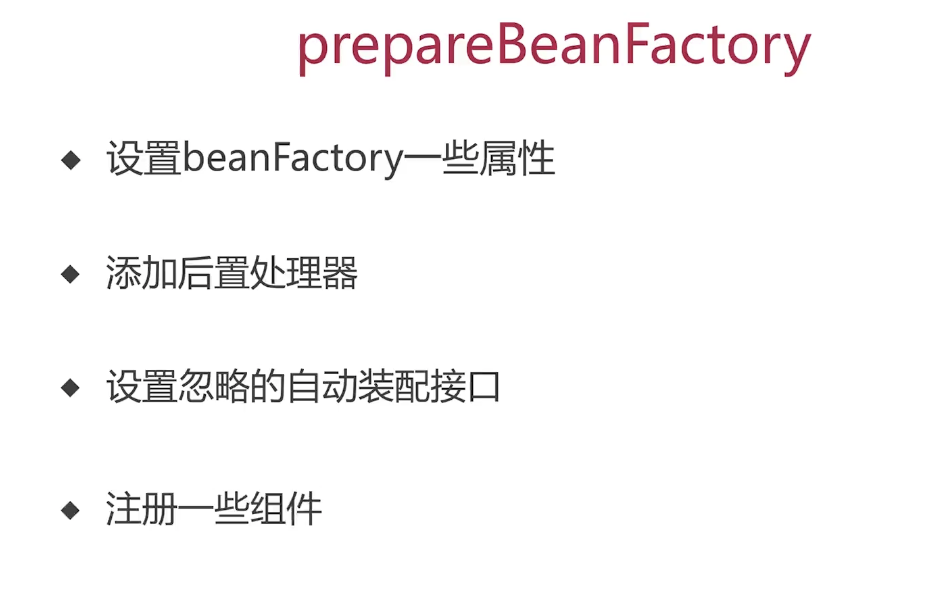 prepareBeanFactory
◆ 设置beanFactory一些属性
◆ 添加后置处理器
◆ 设置忽略的自动装配接口
◆ 注册一些组件